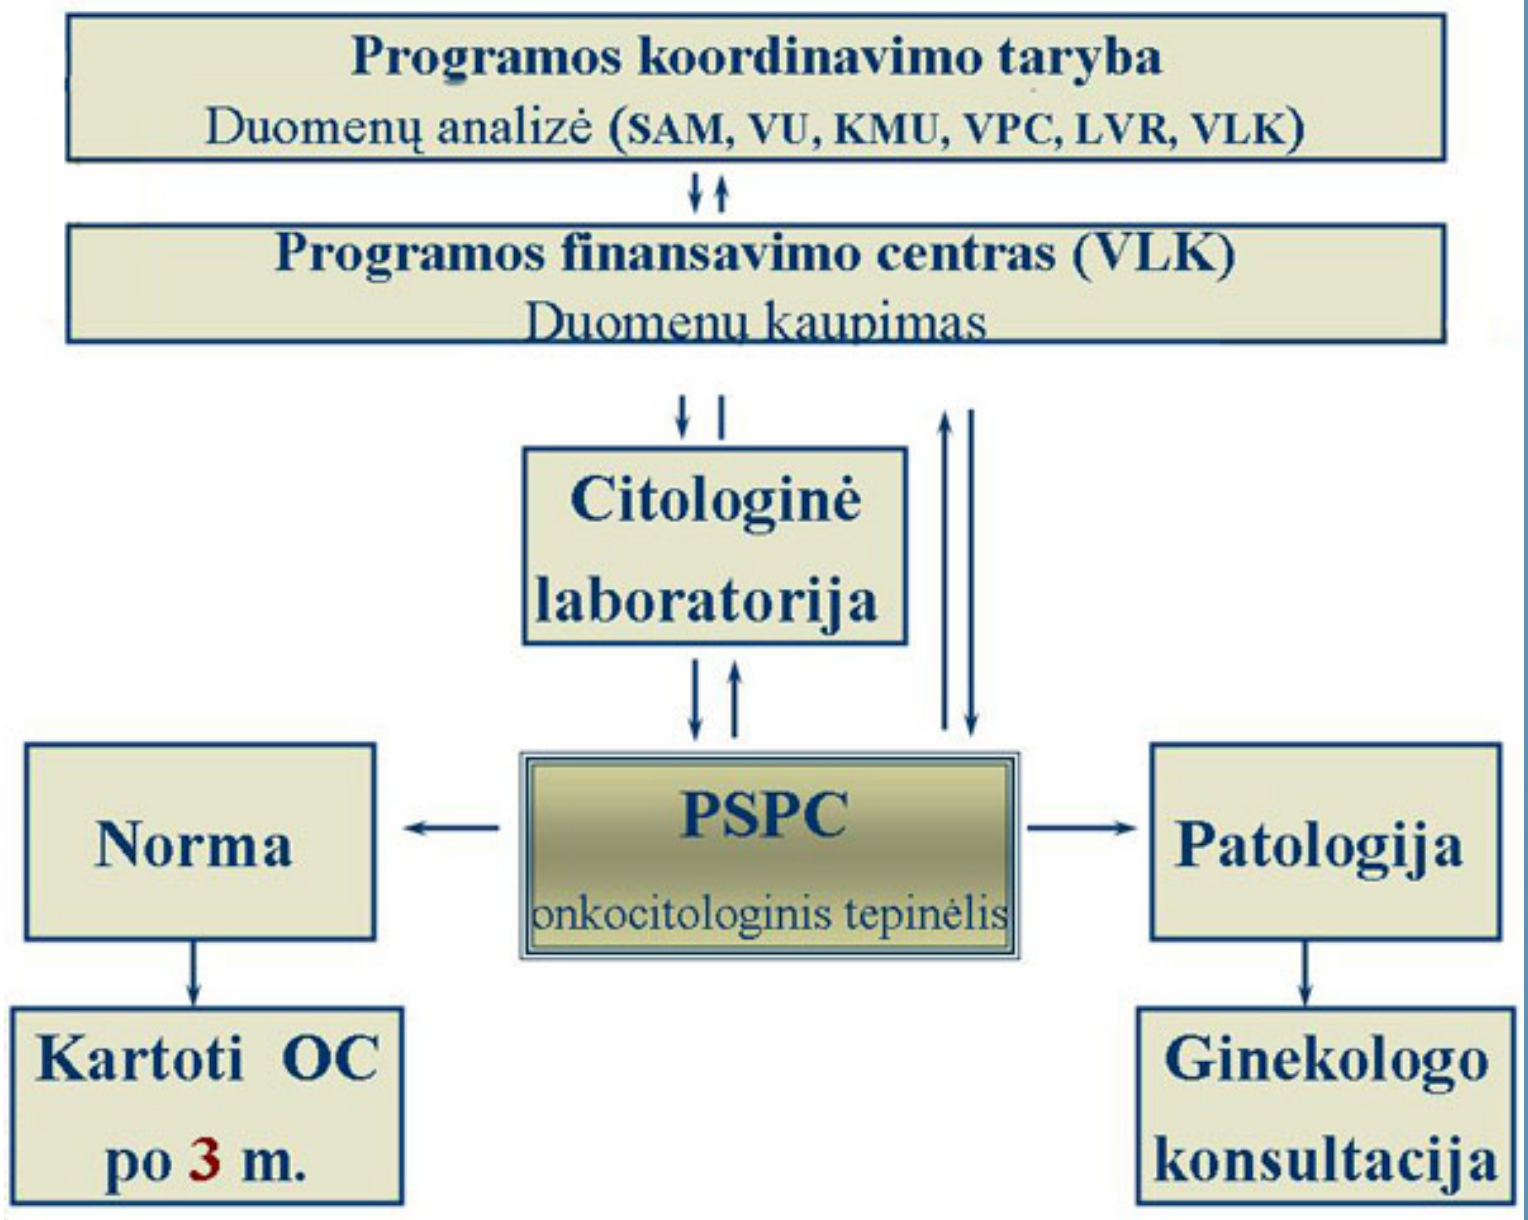 Programos koordinavimo taryba
Duomenų analizė (SAM, VU, KMU, VPC, LVR, VLK)
Programos finansavimo centras (VLK)
Duomenų kaupimas
Citologinė
laboratorija
Norma
PSPC
onkocitologinis tepinėlis
Patologija
Kartoti OC
po 3 m.
Ginekologo
konsultacija